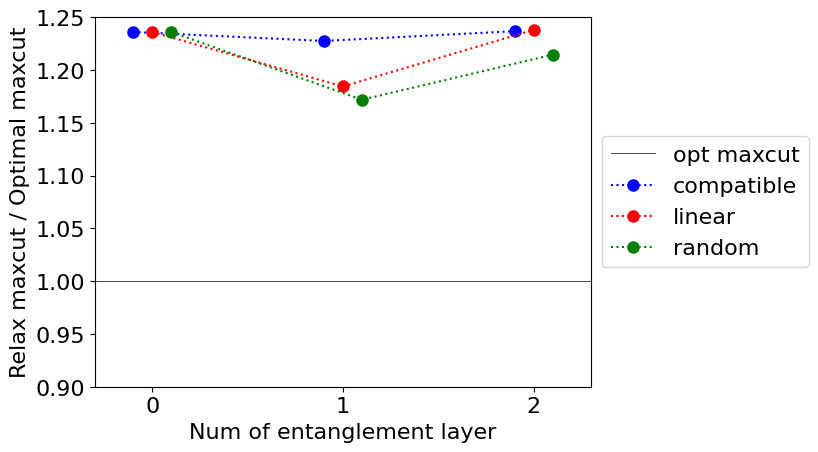 Relax maxcut / Optimal maxcut
1.25
1.20
1.15
1.10
1.05
1.00
0.95
0.90
0
1
2
Num of entanglement layer
opt maxcut
compatible
linear
random